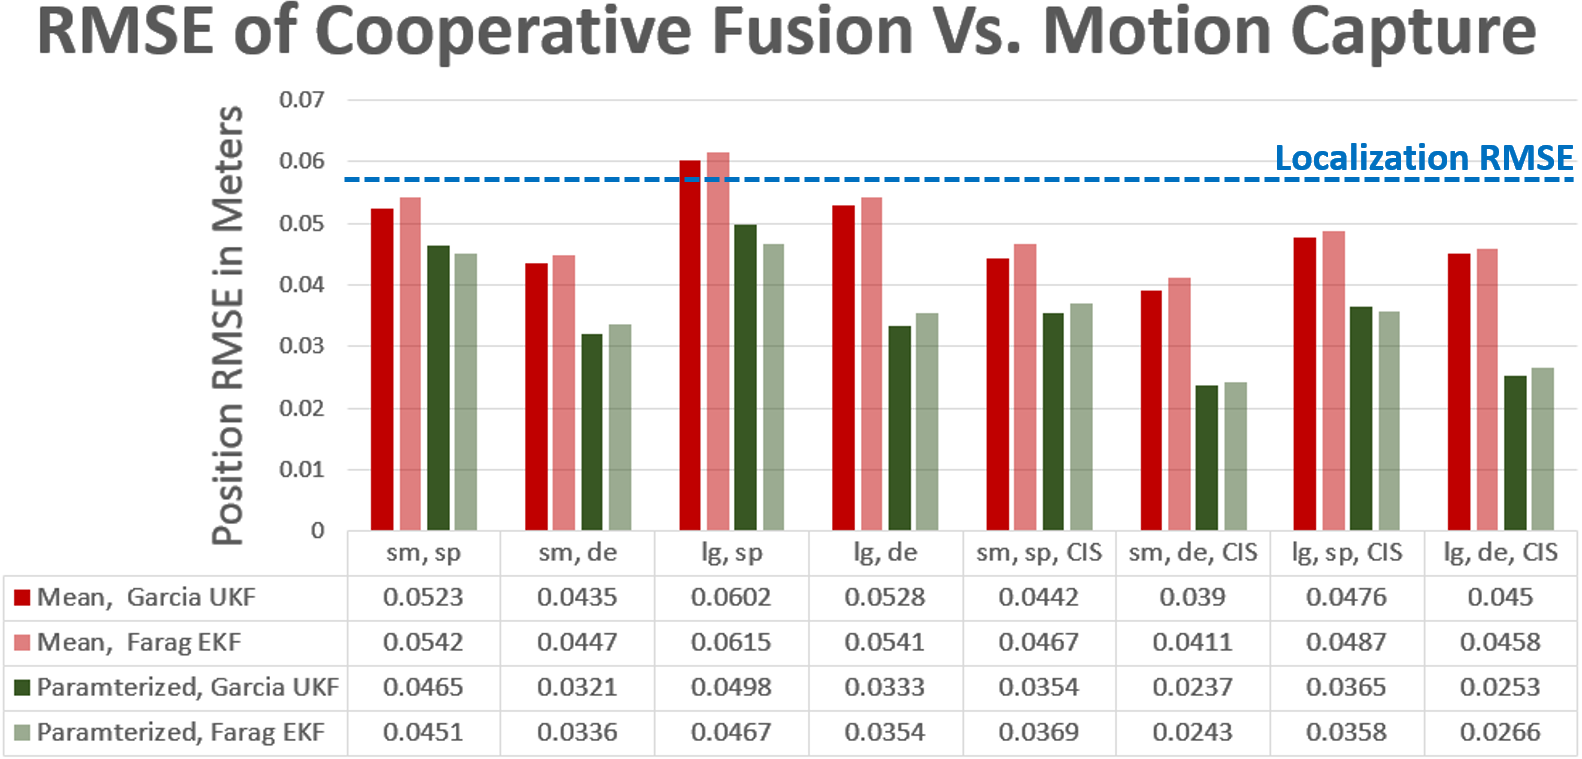 RMSE of Cooperative Fusion Vs. Motion Capture
Position RMSE in Meters
0.07
0.06
0.05
0.04
0.03
0.02
0.01
0
Localization RMSE
sm, sp sm, de lg, sp lg, de sm, sp, CIS sm, de, CIS lg, sp, CIS lg, de, CIS
Mean, Garcia UKF 0.0523 0.0435 0.0602 0.0528 0.0442 0.039 0.0476 0.045
Mean, Farag EKF 0.0542 0.0447 0.0615 0.0541 0.0467 0.0411 0.0487 0.0458
Paramterized, Garcia UKF 0.0465 0.0321 0.0498 0.0333 0.0354 0.0237 0.0365 0.0253
Paramterized, Farag EKF 0.0451 0.0336 0.0467 0.0354 0.0369 0.0243 0.0358 0.0266